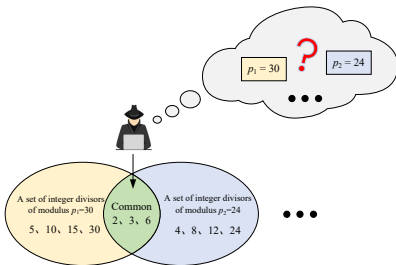 p₁ = 30
?
p₂ = 24
•••
A set of integer divisors
of modulus p₁=30
5、10、15、30
Common
2、3、6
A set of integer divisors
of modulus p₂=24
4、8、12、24
•••